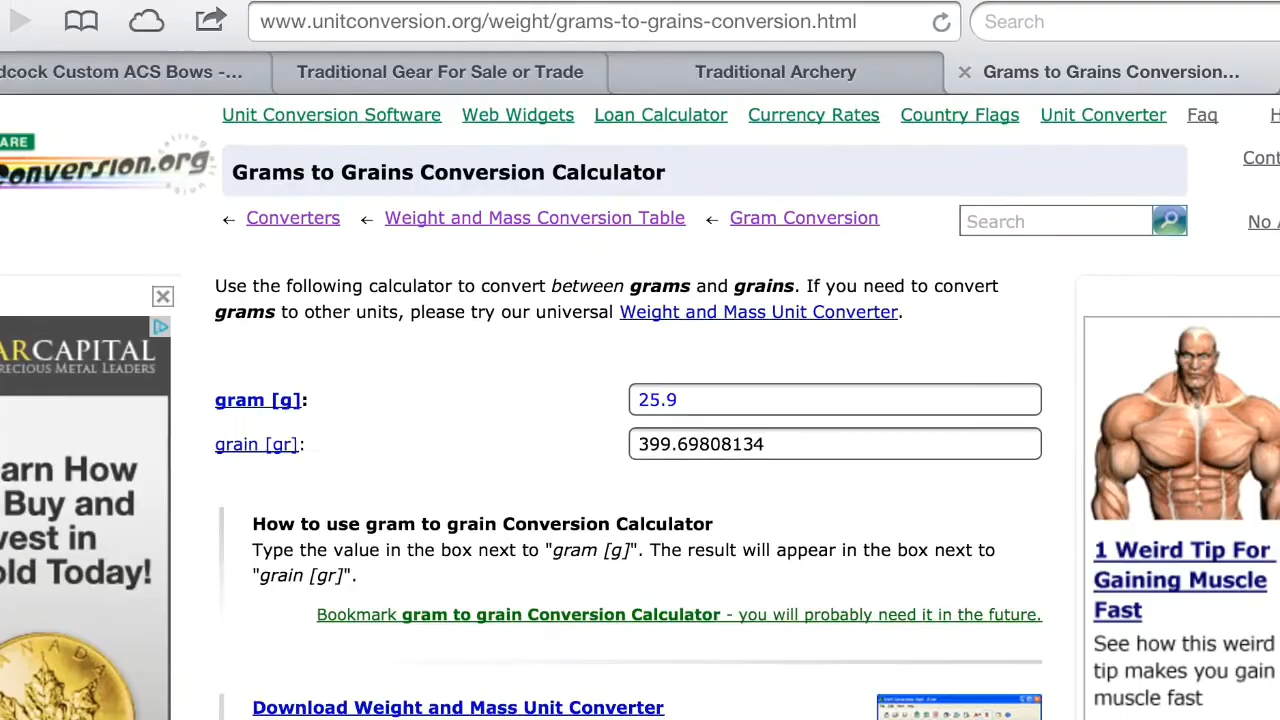 www.unitconversion.org/weight/grams-to-grains-conversion.html
Search
dcock Custom ACS Bows -...
Traditional Gear For Sale or Trade
Traditional Archery
Grams to Grains Conversion...
Unit Conversion Software
Web Widgets
Loan Calculator
Currency Rates
Country Flags
Unit Converter
Faq
H
ARE
onversion.org
Grams to Grains Conversion Calculator
Cont
← Converters ← Weight and Mass Conversion Table ← Gram Conversion
Search
No A
Use the following calculator to convert between grams and grains. If you need to convert
grams to other units, please try our universal Weight and Mass Unit Converter.
ARCAPITAL
RECIOUS METAL LEADERS
gram [g]:
25.9
grain [gr]:
399.69808134
arn How
Buy and
vest in
old Today!
CANADA
How to use gram to grain Conversion Calculator
Type the value in the box next to "gram [g]". The result will appear in the box next to
"grain [gr]".
Bookmark gram to grain Conversion Calculator - you will probably need it in the future.
Download Weight and Mass Unit Converter
1 Weird Tip For
Gaining Muscle
Fast
See how this weird
tip makes you gain
muscle fast